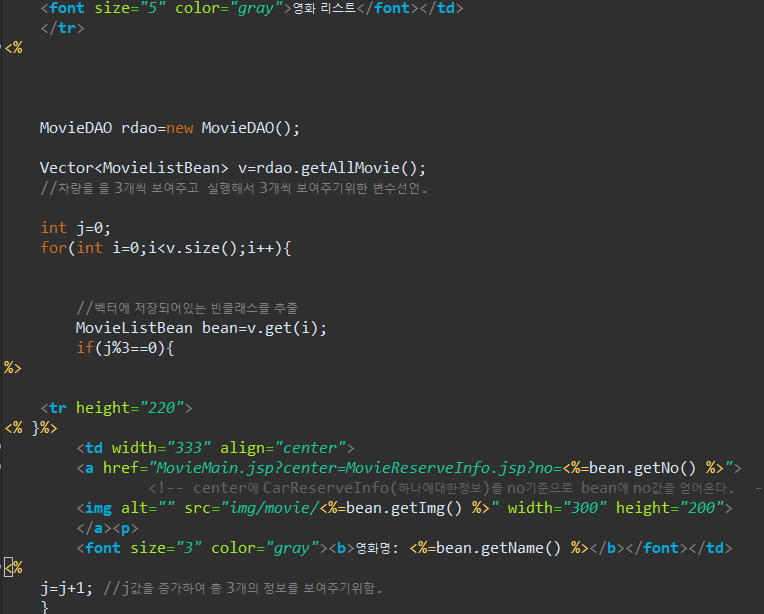 <font size="5" color="gray">영화 리스트</font></td>
</tr>
<%
MovieDAO rdao=new MovieDAO();
Vector<MovieListBean> v=rdao.getAllMovie();
//차량을 을 3개씩 보여주고 실행해서 3개씩 보여주기위한 변수선언.
int j=0;
for(int i=0;i<v.size();i++){
//벡터에 저장되어있는 빈클래스를 추출
MovieListBean bean=v.get(i);
if(j%3==0){
%>
<tr height="220">
<% }%>
<td width="333" align="center">
<a href="MovieMain.jsp?center=MovieReserveInfo.jsp?no=<%=bean.getNo() %>">
<!-- center에 CarReserveInfo(하나에대한정보)를 no기준으로 bean에 no값을 얻어온다. -
<img alt="" src="img/movie/<%=bean.getImg() %>" width="300" height="200">
</a><p>
<font size="3" color="gray"><b>영화명: <%=bean.getName() %></b></font></td>
<%
j=j+1; //j값을 증가하여 총 3개의 정보를 보여주기위함.
}